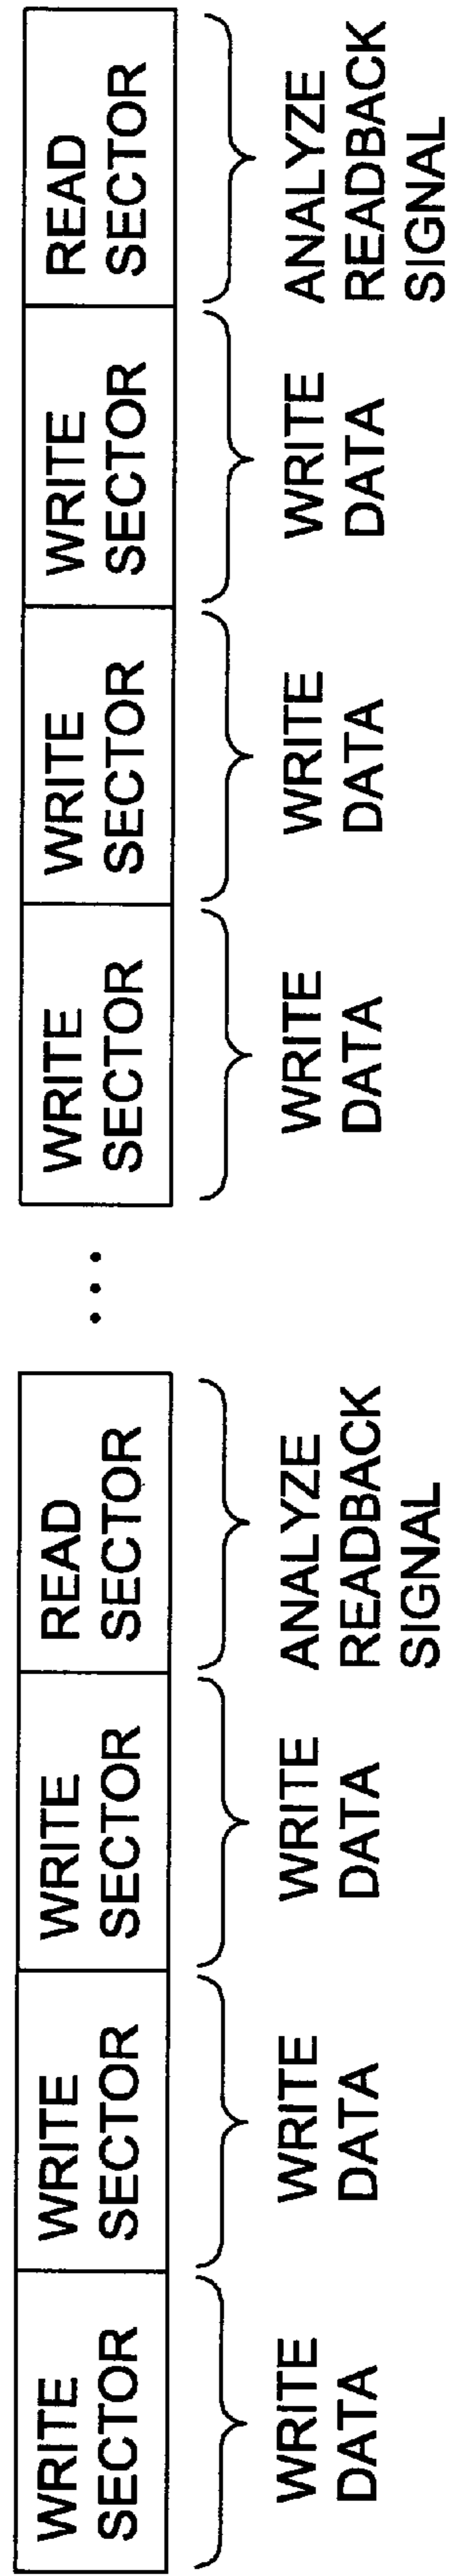 WRITE
SECTOR
WRITE
SECTOR
WRITE
SECTOR
READ
SECTOR
...
WRITE
SECTOR
WRITE
SECTOR
WRITE
SECTOR
READ
SECTOR
WRITE
DATA
WRITE
DATA
WRITE
DATA
ANALYZE
READBACK
SIGNAL
WRITE
DATA
WRITE
DATA
WRITE
DATA
ANALYZE
READBACK
SIGNAL